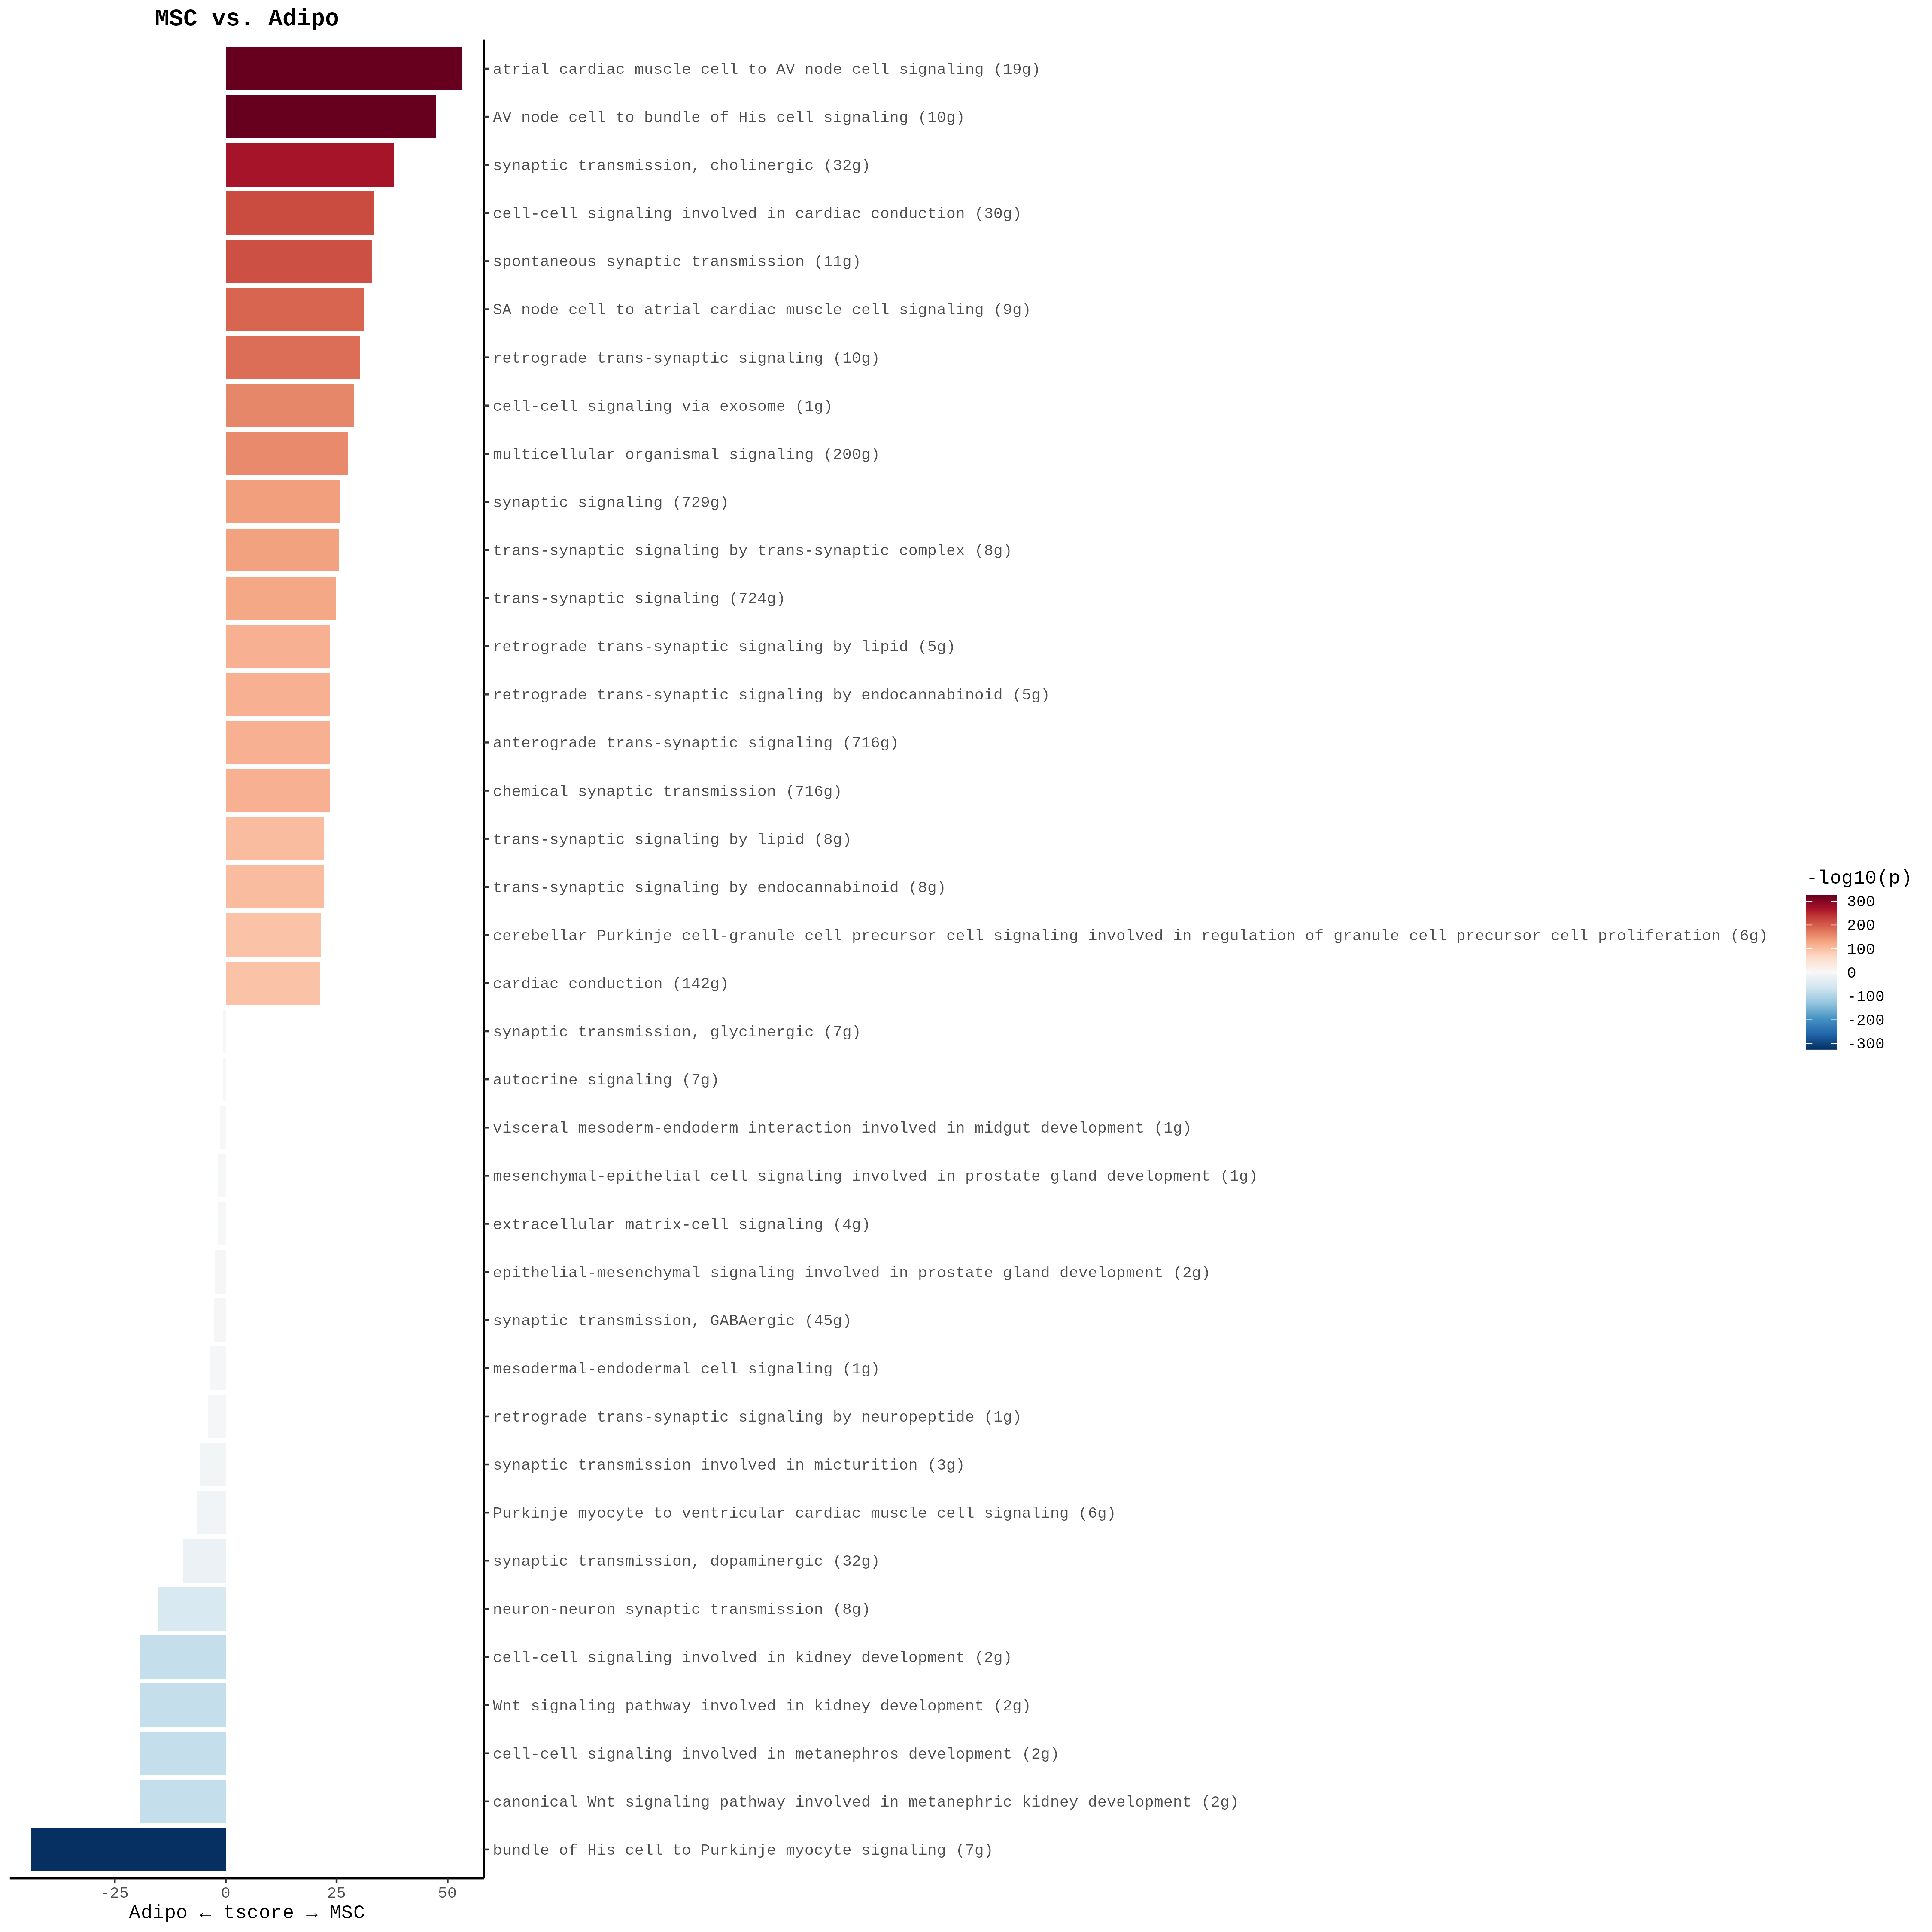 MSC vs. Adipo
atrial cardiac muscle cell to AV node cell signaling (19g)
AV node cell to bundle of His cell signaling (10g)
synaptic transmission, cholinergic (32g)
cell-cell signaling involved in cardiac conduction (30g)
spontaneous synaptic transmission (11g)
SA node cell to atrial cardiac muscle cell signaling (9g)
retrograde trans-synaptic signaling (10g)
cell-cell signaling via exosome (1g)
multicellular organismal signaling (200g)
synaptic signaling (729g)
trans-synaptic signaling by trans-synaptic complex (8g)
trans-synaptic signaling (724g)
retrograde trans-synaptic signaling by lipid (5g)
retrograde trans-synaptic signaling by endocannabinoid (5g)
anterograde trans-synaptic signaling (716g)
chemical synaptic transmission (716g)
trans-synaptic signaling by lipid (8g)
trans-synaptic signaling by endocannabinoid (8g)
cerebellar Purkinje cell-granule cell precursor cell signaling involved in regulation of granule cell precursor cell proliferation (6g)
cardiac conduction (142g)
synaptic transmission, glycinergic (7g)
autocrine signaling (7g)
visceral mesoderm-endoderm interaction involved in midgut development (1g)
mesenchymal-epithelial cell signaling involved in prostate gland development (1g)
extracellular matrix-cell signaling (4g)
epithelial-mesenchymal signaling involved in prostate gland development (2g)
synaptic transmission, GABAergic (45g)
mesodermal-endodermal cell signaling (1g)
retrograde trans-synaptic signaling by neuropeptide (1g)
synaptic transmission involved in micturition (3g)
Purkinje myocyte to ventricular cardiac muscle cell signaling (6g)
synaptic transmission, dopaminergic (32g)
neuron-neuron synaptic transmission (8g)
cell-cell signaling involved in kidney development (2g)
Wnt signaling pathway involved in kidney development (2g)
cell-cell signaling involved in metanephros development (2g)
canonical Wnt signaling pathway involved in metanephric kidney development (2g)
bundle of His cell to Purkinje myocyte signaling (7g)
-25 0 25 50
Adipo ← tscore → MSC
-log10(p)
300
200
100
0
-100
-200
-300